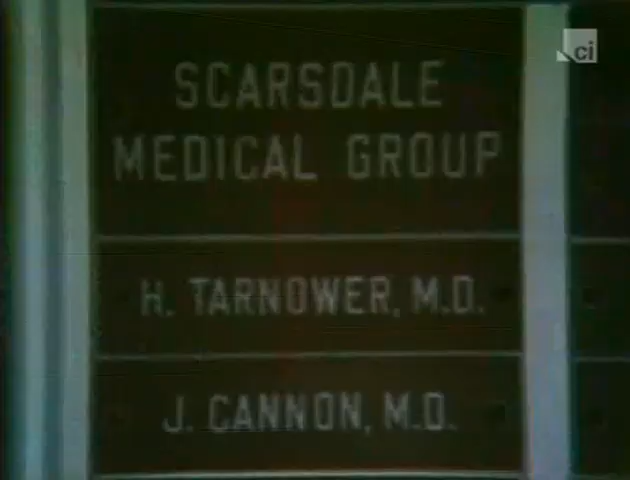 SCARSDALE
MEDICAL GROUP
H. TARNOWER, M.D.
J. CANNON, M.D.
ci